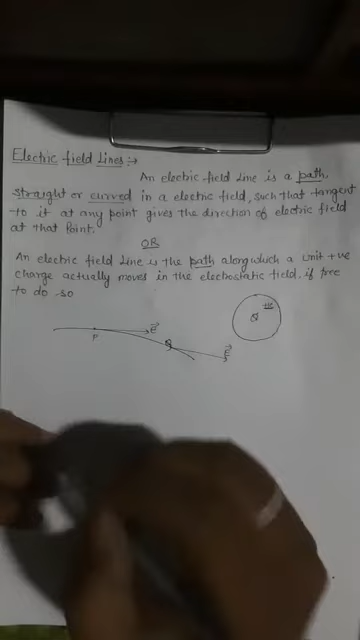 Electric field Lines :→
An electric field Line is a path,
straight or curved in a electric field, such that tangent
to it at any point gives the direction of electric field
at that Point.
OR
An electric field Line is the path along which a unit +ve
charge actually moves in the electrostatic field, if free
to do so
E
P
Q
E
+ve